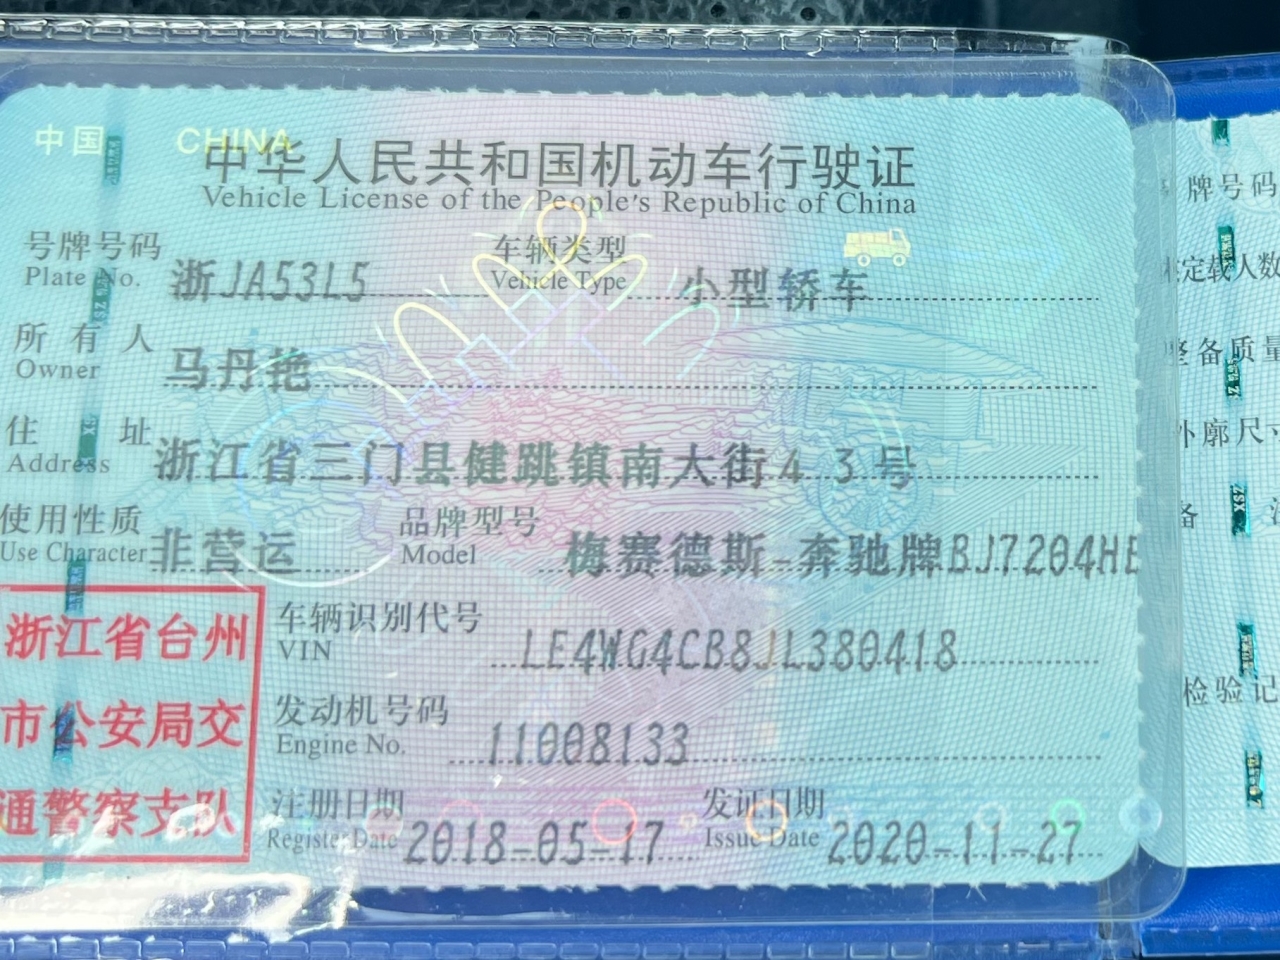 中国 CHINA
中华人民共和国机动车行驶证
Vehicle License of the People's Republic of China
号牌号码 浙JA53L5 车辆类型 小型轿车
Plate No. Vehicle Type
所有人 马丹艳
Owner
住址 浙江省三门县健跳镇南大街43号
Address
使用性质 非营运 品牌型号 梅赛德斯-奔驰牌BJ7204HE
Use Character Model
浙江省台州
市公安局交
通警察支队
车辆识别代号 LE4WG4CB8JL380418
VIN
发动机号码 11008133
Engine No.
注册日期 2018-05-17 发证日期 2020-11-27
Register Date Issue Date
牌号码
定载人数
备质量
外廓尺寸
备
检验记